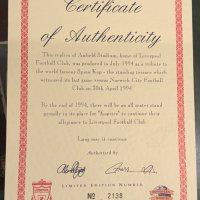 Certificate
of Authenticity
This replica of Anfield Stadium, home of Liverpool
Football Club, was produced in July 1994 as a tribute to
the world famous Spion Kop - the standing terrace which
witnessed its last game versus Norwich City Football
Club on 30th April 1994
By the end of 1994, there will be an all seater stand
proudly in its place for "Kopites" to continue their
allegiance to Liverpool Football Club.
Long may it continue
Authorised by
LIMITED EDITION NUMBER
Nº 2138